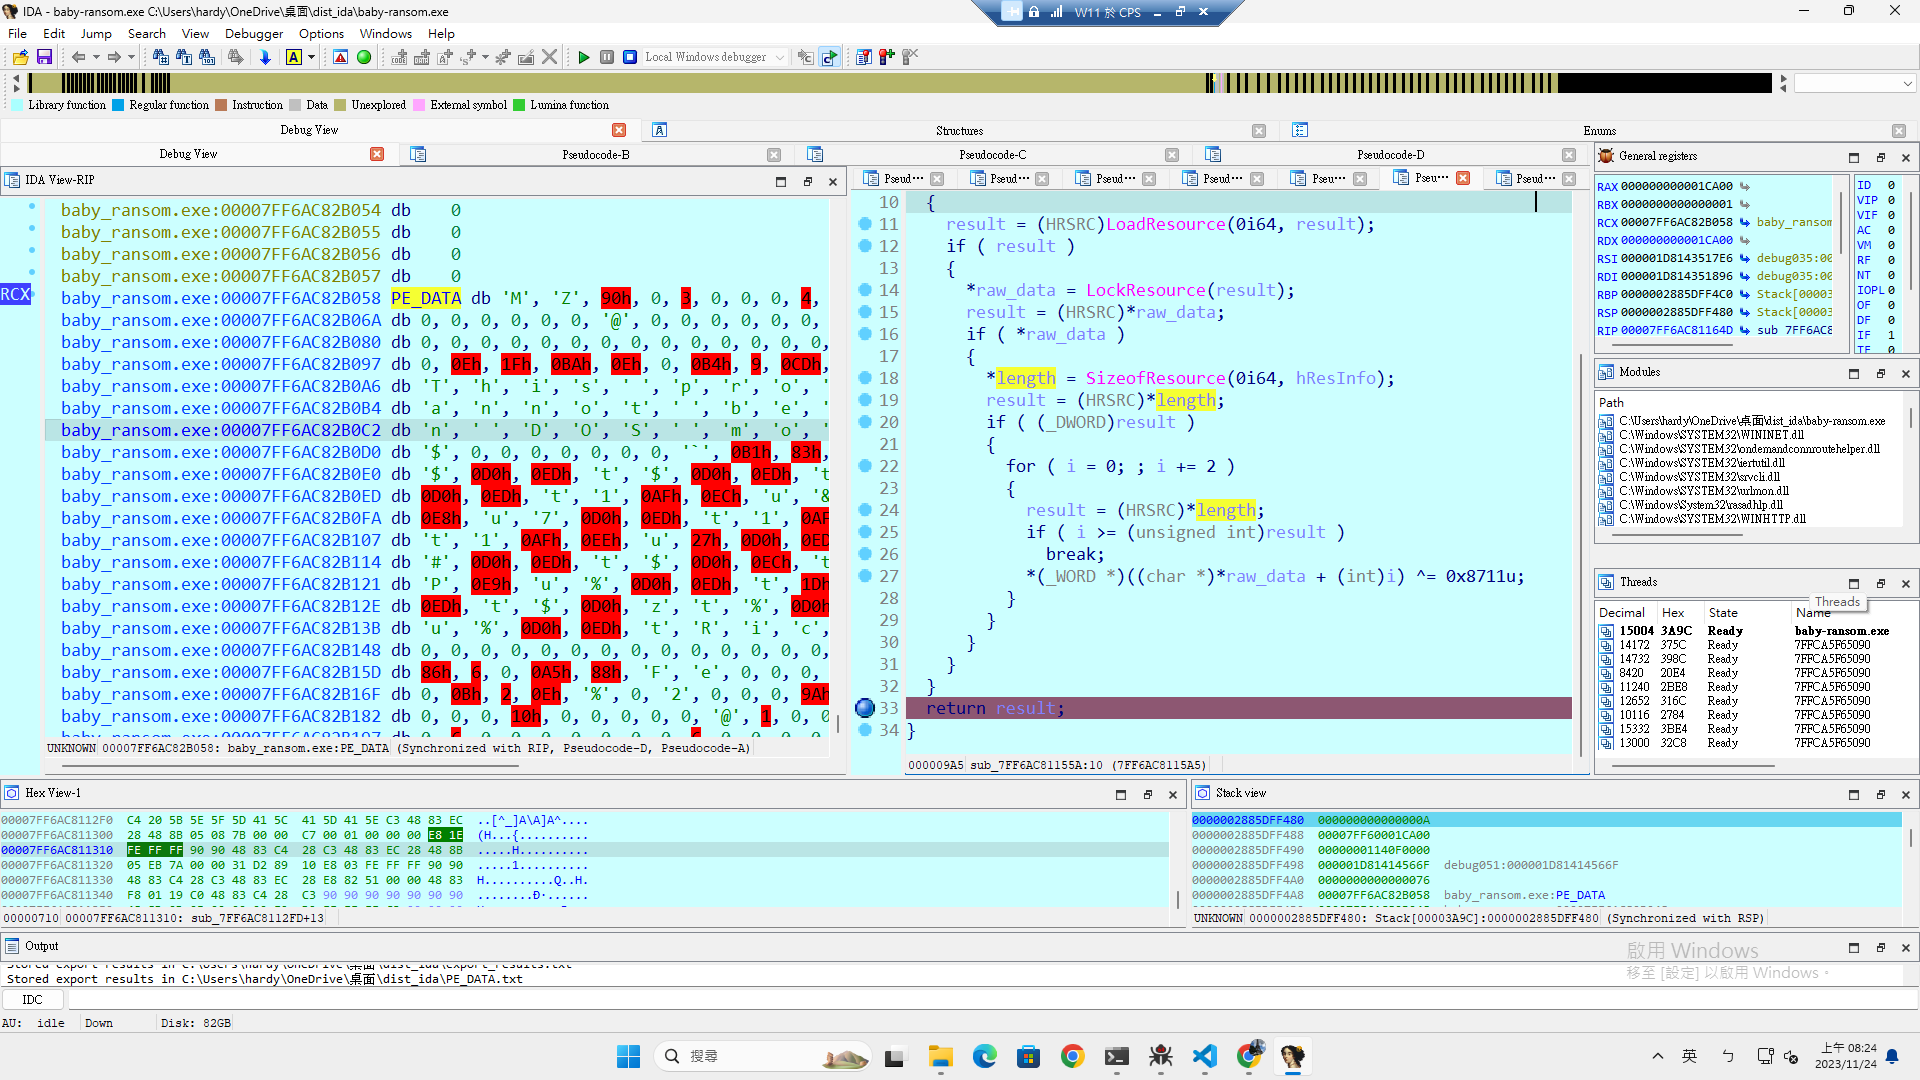 IDA - baby-ransom.exe C:\Users\hardy\OneDrive\桌面\dist_ida\baby-ransom.exe
W11 於 CPS
File Edit Jump Search View Debugger Options Windows Help
Local Windows debugger
Library function Regular function Instruction Data Unexplored External symbol Lumina function
Debug View Structures Enums
Debug View Pseudocode-B Pseudocode-C Pseudocode-D
IDA View-RIP
baby_ransom.exe:00007FF6AC82B054 db 0
baby_ransom.exe:00007FF6AC82B055 db 0
baby_ransom.exe:00007FF6AC82B056 db 0
baby_ransom.exe:00007FF6AC82B057 db 0
RCX
baby_ransom.exe:00007FF6AC82B058 PE_DATA db 'M', 'Z', 90h, 0, 3, 0, 0, 0, 4,
baby_ransom.exe:00007FF6AC82B06A db 0, 0, 0, 0, 0, 0, '@', 0, 0, 0, 0, 0, 0,
baby_ransom.exe:00007FF6AC82B080 db 0, 0, 0, 0, 0, 0, 0, 0, 0, 0, 0, 0, 0,
baby_ransom.exe:00007FF6AC82B097 db 0, 0Eh, 1Fh, 0BAh, 0Eh, 0, 0B4h, 9, 0CDh,
baby_ransom.exe:00007FF6AC82B0A6 db 'T', 'h', 'i', 's', ' ', 'p', 'r', 'o', '
baby_ransom.exe:00007FF6AC82B0B4 db 'a', 'n', 'n', 'o', 't', ' ', 'b', 'e', '
baby_ransom.exe:00007FF6AC82B0C2 db 'n', ' ', 'D', 'O', 'S', ' ', 'm', 'o', '
baby_ransom.exe:00007FF6AC82B0D0 db '$', 0, 0, 0, 0, 0, 0, 0, '`', 0B1h, 83h,
baby_ransom.exe:00007FF6AC82B0E0 db '$', 0D0h, 0EDh, 't', '$', 0D0h, 0EDh, 't
baby_ransom.exe:00007FF6AC82B0ED db 0D0h, 0EDh, 't', '1', 0AFh, 0ECh, 'u', '&
baby_ransom.exe:00007FF6AC82B0FA db 0E8h, 'u', '7', 0D0h, 0EDh, 't', '1', 0AF
baby_ransom.exe:00007FF6AC82B107 db 't', '1', 0AFh, 0EEh, 'u', 27h, 0D0h, 0ED
baby_ransom.exe:00007FF6AC82B114 db '#', 0D0h, 0EDh, 't', '$', 0D0h, 0ECh, 't
baby_ransom.exe:00007FF6AC82B121 db 'P', 0E9h, 'u', '%', 0D0h, 0EDh, 't', 1Dh
baby_ransom.exe:00007FF6AC82B12E db 0EDh, 't', '$', 0D0h, 'z', 't', '%', 0D0h
baby_ransom.exe:00007FF6AC82B13B db 'u', '%', 0D0h, 0EDh, 't', 'R', 'i', 'c',
baby_ransom.exe:00007FF6AC82B148 db 0, 0, 0, 0, 0, 0, 0, 0, 0, 0, 0, 0, 0, 0,
baby_ransom.exe:00007FF6AC82B15D db 86h, 6, 0, 0A5h, 88h, 'F', 'e', 0, 0, 0,
baby_ransom.exe:00007FF6AC82B16F db 0, 0Bh, 2, 0Eh, '%', 0, '2', 0, 0, 0, 9Ah
baby_ransom.exe:00007FF6AC82B182 db 0, 0, 0, 10h, 0, 0, 0, 0, 0, '@', 1, 0, 0
UNKNOWN 00007FF6AC82B058: baby_ransom.exe:PE_DATA (Synchronized with RIP, Pseudocode-D, Pseudocode-A)
Pseud··· Pseud··· Pseud··· Pseud··· Pseu··· Pseu··· Pseud···
10 {
11 result = (HRSRC)LoadResource(0i64, result);
12 if ( result )
13 {
14 *raw_data = LockResource(result);
15 result = (HRSRC)*raw_data;
16 if ( *raw_data )
17 {
18 *length = SizeofResource(0i64, hResInfo);
19 result = (HRSRC)*length;
20 if ( (_DWORD)result )
21 {
22 for ( i = 0; ; i += 2 )
23 {
24 result = (HRSRC)*length;
25 if ( i >= (unsigned int)result )
26 break;
27 *(_WORD *)((char *)*raw_data + (int)i) ^= 0x8711u;
28 }
29 }
30 }
31 }
32 }
33 return result;
34 }
000009A5 sub_7FF6AC81155A:10 (7FF6AC8115A5)
General registers
RAX 000000000001CA00
RBX 0000000000000001
RCX 00007FF6AC82B058 baby_ransom
RDX 000000000001CA00
RSI 000001D8143517E6 debug035:00
RDI 000001D814351896 debug035:00
RBP 0000002885DFF4C0 Stack[00003
RSP 0000002885DFF480 Stack[00003
RIP 00007FF6AC81164D sub 7FF6AC8
ID 0
VIP 0
VIF 0
AC 0
VM 0
RF 0
NT 0
IOPL 0
OF 0
DF 0
IF 1
TF 0
Modules
Path
C:\Users\hardy\OneDrive\桌面\dist_ida\baby-ransom.exe
C:\Windows\SYSTEM32\WININET.dll
C:\Windows\SYSTEM32\ondemandconnroutehelper.dll
C:\Windows\SYSTEM32\iertutil.dll
C:\Windows\SYSTEM32\srvcli.dll
C:\Windows\SYSTEM32\urlmon.dll
C:\Windows\System32\rasadhlp.dll
C:\Windows\SYSTEM32\WINHTTP.dll
Threads
Threads
Decimal Hex State Name
15004 3A9C Ready baby-ransom.exe
14172 375C Ready 7FFCA5F65090
14732 398C Ready 7FFCA5F65090
8420 20E4 Ready 7FFCA5F65090
11240 2BE8 Ready 7FFCA5F65090
12652 316C Ready 7FFCA5F65090
10116 2784 Ready 7FFCA5F65090
15332 3BE4 Ready 7FFCA5F65090
13000 32C8 Ready 7FFCA5F65090
Hex View-1
00007FF6AC8112F0 C4 20 5B 5E 5F 5D 41 5C 41 5D 41 5E C3 48 83 EC ..[^_]A\A]A^....
00007FF6AC811300 28 48 8B 05 08 7B 00 00 C7 00 01 00 00 00 E8 1E (H...{..........
00007FF6AC811310 FE FF FF 90 90 48 83 C4 28 C3 48 83 EC 28 48 8B .....H..........
00007FF6AC811320 05 EB 7A 00 00 31 D2 89 10 E8 03 FE FF FF 90 90 .....1..........
00007FF6AC811330 48 83 C4 28 C3 48 83 EC 28 E8 82 51 00 00 48 83 H..........Q..H.
00007FF6AC811340 F8 01 19 C0 48 83 C4 28 C3 90 90 90 90 90 90 90
00000710 00007FF6AC811310: sub_7FF6AC8112FD+13
Stack view
0000002885DFF480 000000000000000A
0000002885DFF488 00007FF60001CA00
0000002885DFF490 00000001140F0000
0000002885DFF498 000001D81414566F debug051:000001D81414566F
0000002885DFF4A0 0000000000000076
0000002885DFF4A8 00007FF6AC82B058 baby_ransom.exe:PE_DATA
UNKNOWN 0000002885DFF480: Stack[00003A9C]:0000002885DFF480 (Synchronized with RSP)
Output
Stored export results in C:\Users\hardy\OneDrive\桌面\dist_ida\export_results.txt
Stored export results in C:\Users\hardy\OneDrive\桌面\dist_ida\PE_DATA.txt
啟用 Windows
移至 [設定] 以啟用 Windows。
IDC
AU: idle Down Disk: 82GB
搜尋
英 ㄅ
上午 08:24
2023/11/24